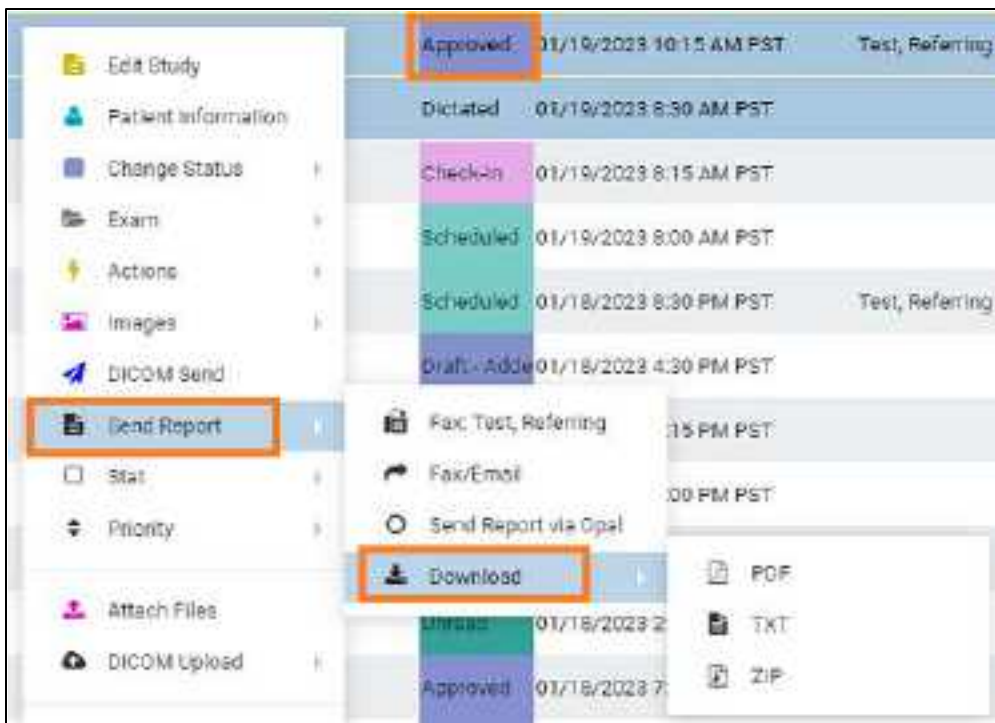 Edit Study
Patient Information
Change Status
Exam
Actions
Images
DICOM Send
Send Report
Stat
Priority
Attach Files
DICOM Upload
Fax: Test, Referring
Fax/Email
Send Report via Opal
Download
PDF
TXT
ZIP
Approved 01/19/2023 10:15 AM PST Test, Referring
Dictated 01/19/2023 8:30 AM PST
Check-In 01/19/2023 8:15 AM PST
Scheduled 01/19/2023 8:00 AM PST
Scheduled 01/18/2023 8:30 PM PST Test, Referring
Draft - Adde 01/18/2023 4:30 PM PST
:15 PM PST
:00 PM PST
Unread 01/18/2023 2
Approved 01/18/2023 7: